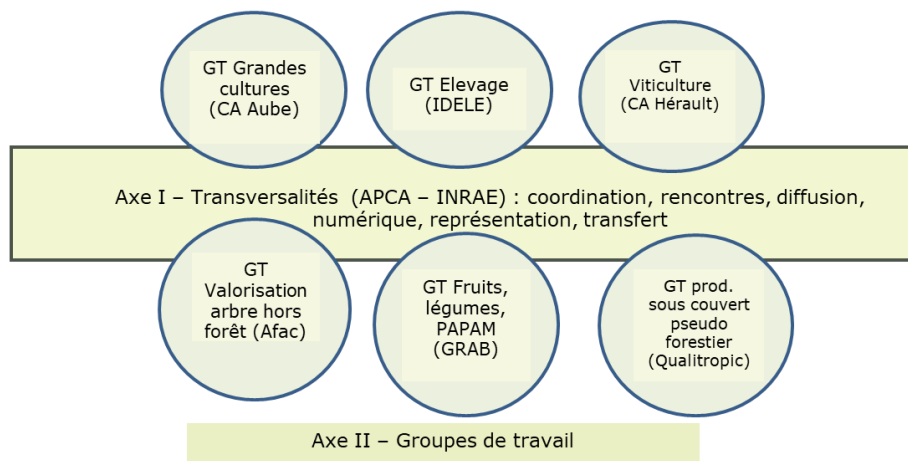 GT Grandes
cultures
(CA Aube)
GT Elevage
(IDELE)
GT
Viticulture
(CA Hérault)
Axe I – Transversalités (APCA – INRAE) : coordination, rencontres, diffusion,
numérique, représentation, transfert
GT
Valorisation
arbre hors
forêt (Afac)
GT Fruits,
légumes,
PAPAM
(GRAB)
GT prod.
sous couvert
pseudo
forestier
(Qualitropic)
Axe II – Groupes de travail